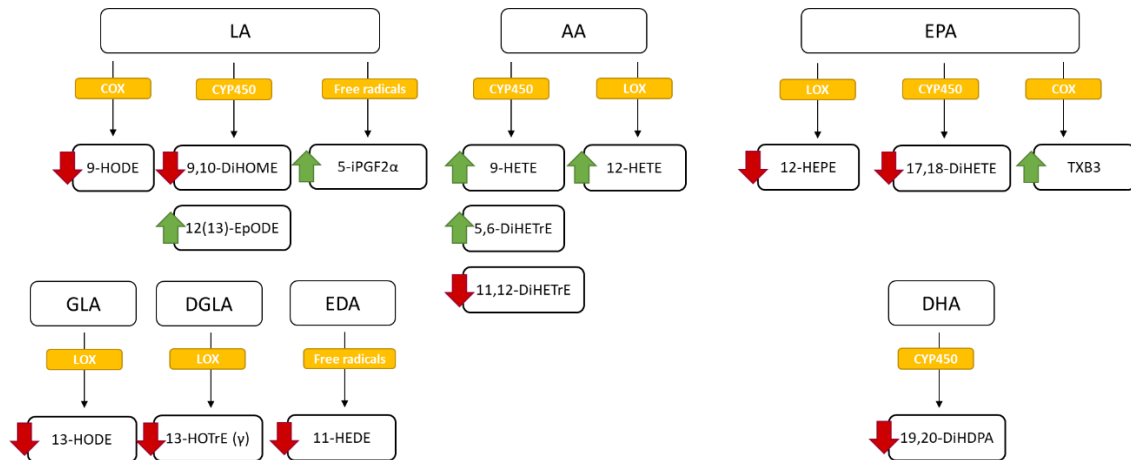 LA
AA
EPA
COX
CYP450
Free radicals
CYP450
LOX
LOX
CYP450
COX
9-HODE
9,10-DiHOME
5-iPGF2α
9-HETE
12-HETE
12-HEPE
17,18-DiHETE
TXB3
12(13)-EpODE
5,6-DiHETrE
11,12-DiHETrE
GLA
DGLA
EDA
DHA
LOX
LOX
Free radicals
CYP450
13-HODE
13-HOTrE (γ)
11-HEDE
19,20-DiHDPA